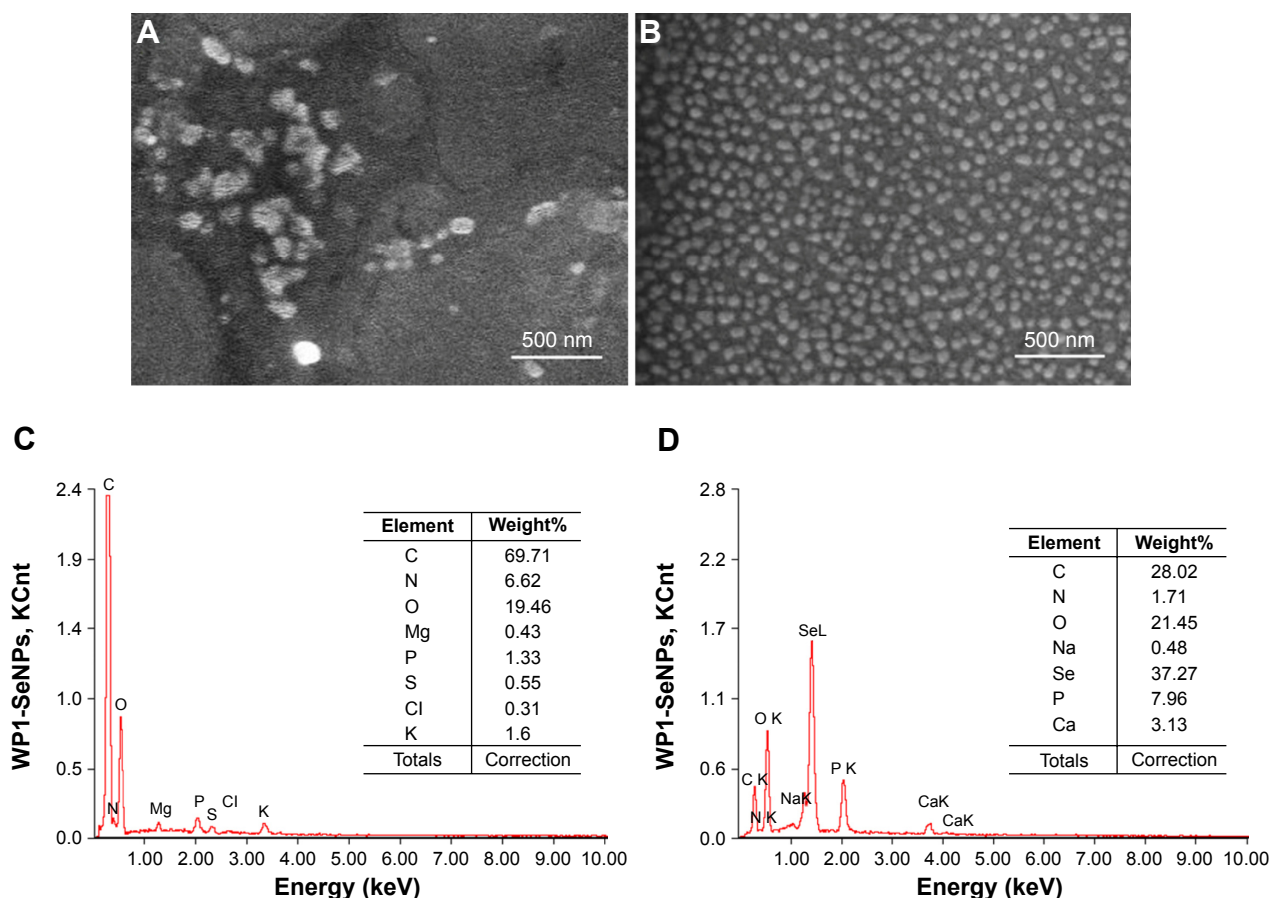 A
B
500 nm
500 nm
C
D
WP1-SeNPs, KCnt
2.4
1.9
1.4
1.0
0.5
0.0
C
O
N
Mg
P
S
Cl
K
Element Weight%
C 69.71
N 6.62
O 19.46
Mg 0.43
P 1.33
S 0.55
Cl 0.31
K 1.6
Totals Correction
1.00 2.00 3.00 4.00 5.00 6.00 7.00 8.00 9.00 10.00
Energy (keV)
WP1-SeNPs, KCnt
2.8
2.2
1.7
1.1
0.6
0.0
SeL
O K
C K
N K
NaK
P K
CaK
CaK
Element Weight%
C 28.02
N 1.71
O 21.45
Na 0.48
Se 37.27
P 7.96
Ca 3.13
Totals Correction
1.00 2.00 3.00 4.00 5.00 6.00 7.00 8.00 9.00 10.00
Energy (keV)